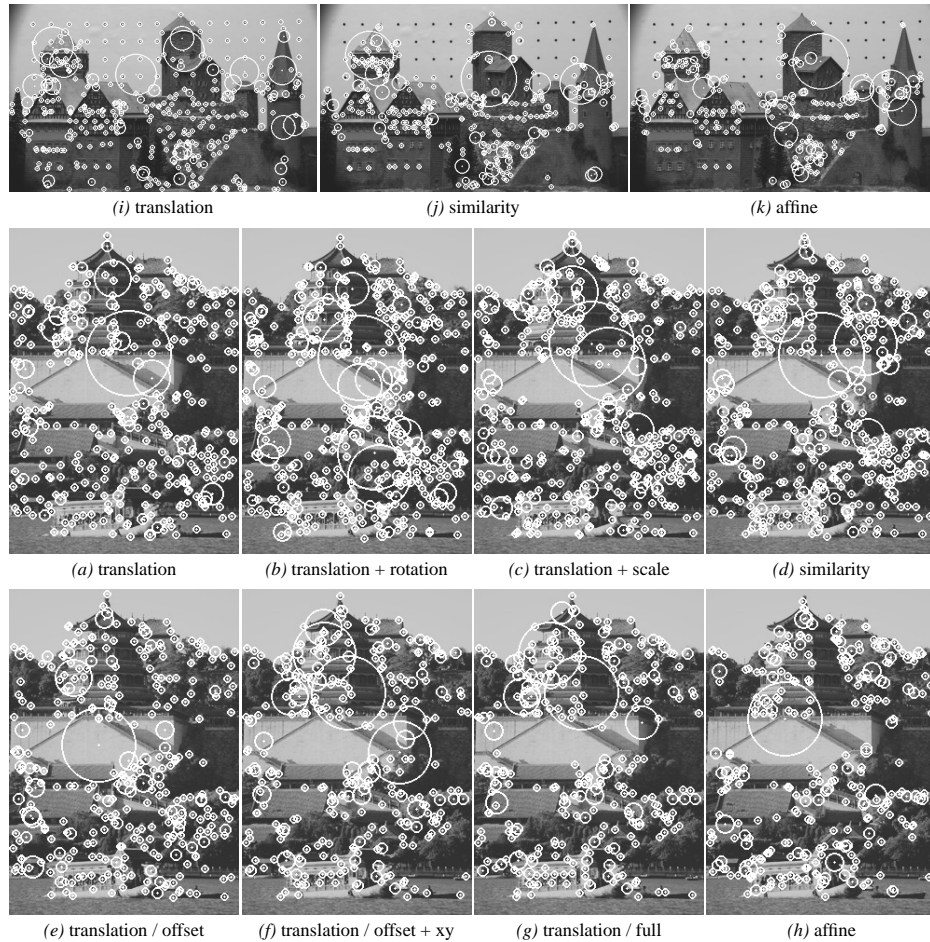 (i) translation
(j) similarity
(k) affine
(a) translation
(b) translation + rotation
(c) translation + scale
(d) similarity
(e) translation / offset
(f) translation / offset + xy
(g) translation / full
(h) affine